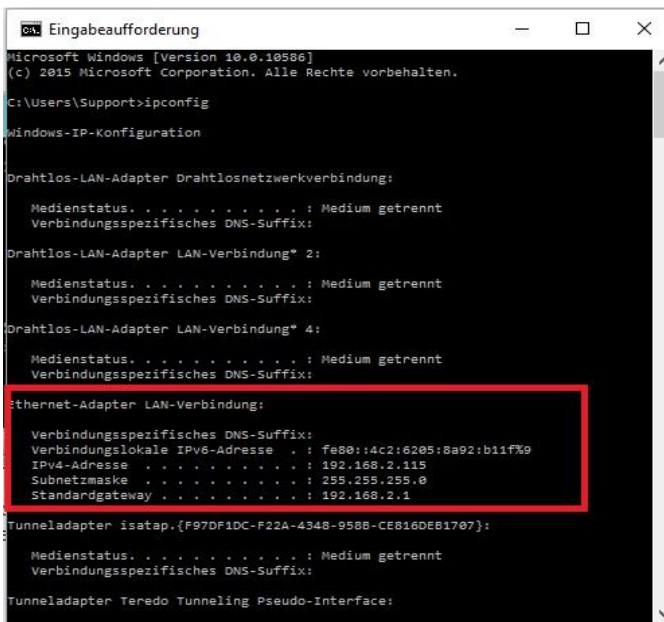 Eingabeaufforderung
Microsoft Windows [Version 10.0.10586]
(c) 2015 Microsoft Corporation. Alle Rechte vorbehalten.
C:\Users\Support>ipconfig
Windows-IP-Konfiguration
Drahtlos-LAN-Adapter Drahtlosnetzwerkverbindung:
Medienstatus. . . . . . . . . . . : Medium getrennt
Verbindungsspezifisches DNS-Suffix:
Drahtlos-LAN-Adapter LAN-Verbindung* 2:
Medienstatus. . . . . . . . . . . : Medium getrennt
Verbindungsspezifisches DNS-Suffix:
Drahtlos-LAN-Adapter LAN-Verbindung* 4:
Medienstatus. . . . . . . . . . . : Medium getrennt
Verbindungsspezifisches DNS-Suffix:
Ethernet-Adapter LAN-Verbindung:
Verbindungsspezifisches DNS-Suffix:
Verbindungslokale IPv6-Adresse . : fe80::4c2:6205:8a92:b11f%9
IPv4-Adresse . . . . . . . . . . : 192.168.2.115
Subnetzmaske . . . . . . . . . . : 255.255.255.0
Standardgateway . . . . . . . . . : 192.168.2.1
Tunneladapter isatap.{F97DF1DC-F22A-4348-958B-CE816DEB1707}:
Medienstatus. . . . . . . . . . . : Medium getrennt
Verbindungsspezifisches DNS-Suffix:
Tunneladapter Teredo Tunneling Pseudo-Interface: